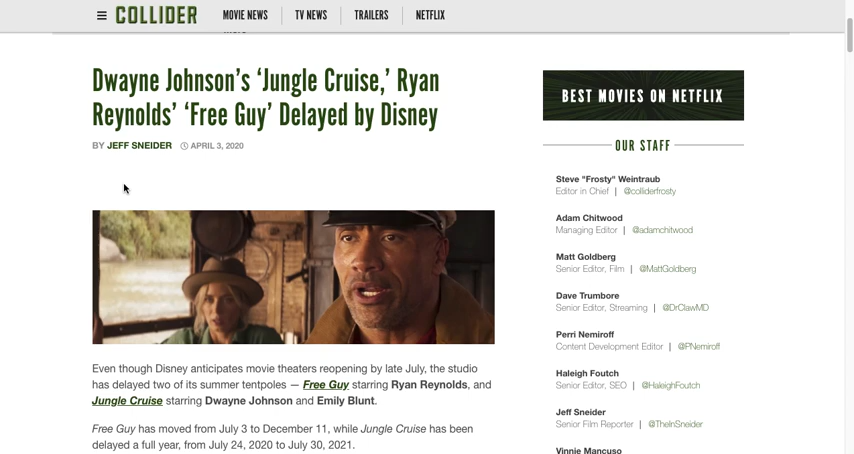 COLLIDER
MOVIE NEWS
TV NEWS
TRAILERS
NETFLIX
Dwayne Johnson’s ‘Jungle Cruise,’ Ryan
Reynolds’ ‘Free Guy’ Delayed by Disney
BY JEFF SNEIDER APRIL 3, 2020
Even though Disney anticipates movie theaters reopening by late July, the studio
has delayed two of its summer tentpoles — Free Guy starring Ryan Reynolds, and
Jungle Cruise starring Dwayne Johnson and Emily Blunt.
Free Guy has moved from July 3 to December 11, while Jungle Cruise has been
delayed a full year, from July 24, 2020 to July 30, 2021.
BEST MOVIES ON NETFLIX
OUR STAFF
Steve "Frosty" Weintraub
Editor in Chief | @colliderfrosty
Adam Chitwood
Managing Editor | @adamchitwood
Matt Goldberg
Senior Editor, Film | @MattGoldberg
Dave Trumbore
Senior Editor, Streaming | @DrClawMD
Perri Nemiroff
Content Development Editor | @PNemiroff
Haleigh Foutch
Senior Editor, SEO | @HaleighFoutch
Jeff Sneider
Senior Film Reporter | @TheInSneider
Vinnie Mancuso